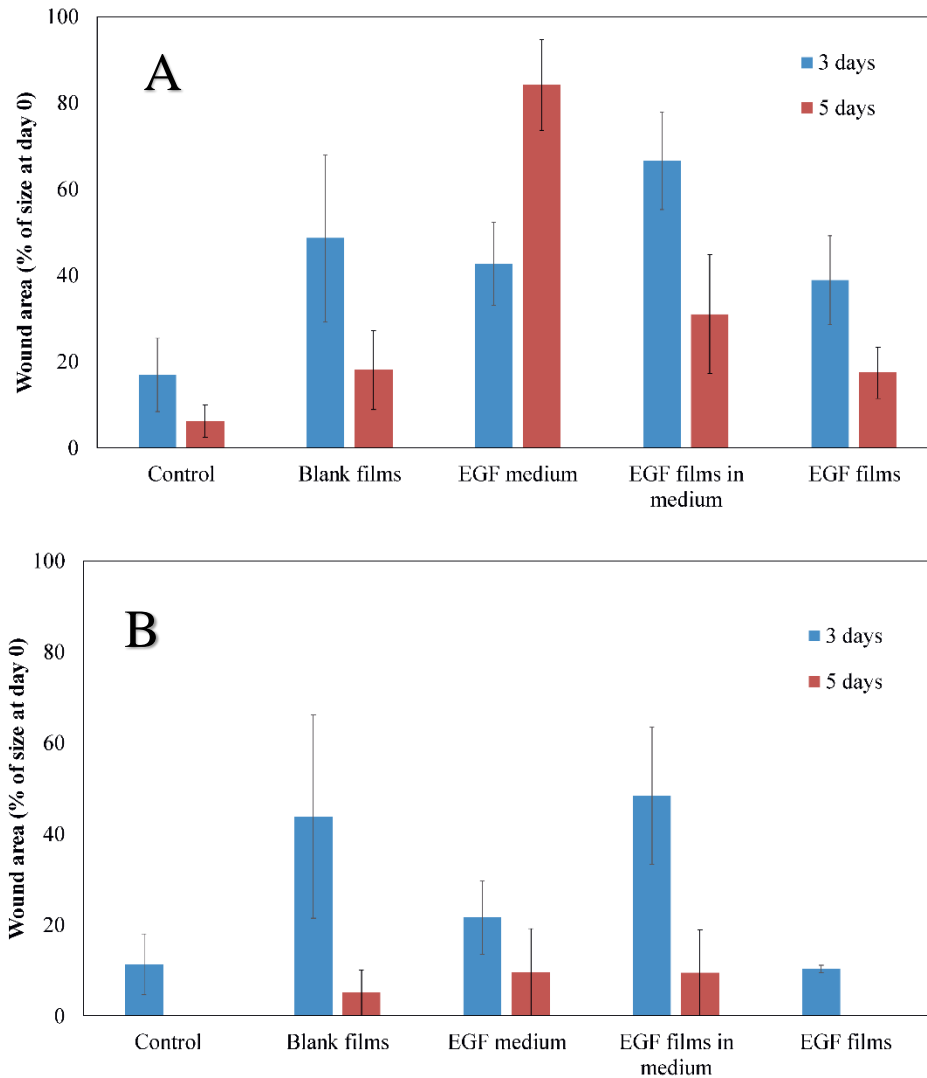 Wound area (% of size at day 0)
100
80
60
40
20
0
A
3 days
5 days
Control
Blank films
EGF medium
EGF films in
medium
EGF films
Wound area (% of size at day 0)
100
80
60
40
20
0
B
3 days
5 days
Control
Blank films
EGF medium
EGF films in
medium
EGF films